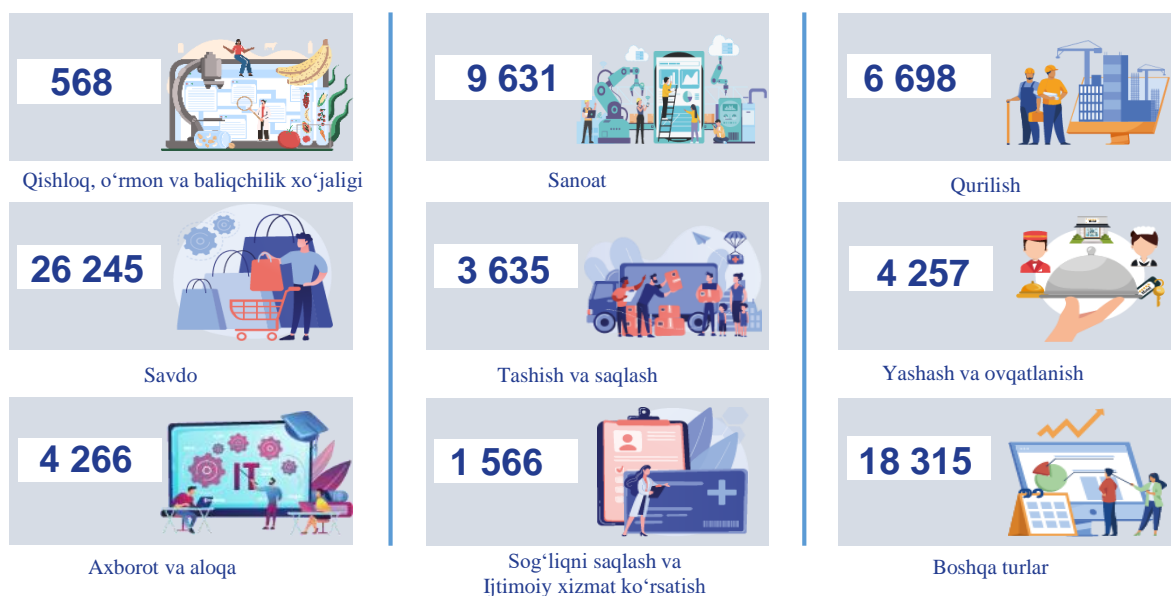 568
9 631
6 698
Qishloq, o‘rmon va baliqchilik xo‘jaligi
Sanoat
Qurilish
26 245
3 635
4 257
Savdo
Tashish va saqlash
Yashash va ovqatlanish
4 266
IT
1 566
18 315
Axborot va aloqa
Sog‘liqni saqlash va
Ijtimoiy xizmat ko‘rsatish
Boshqa turlar